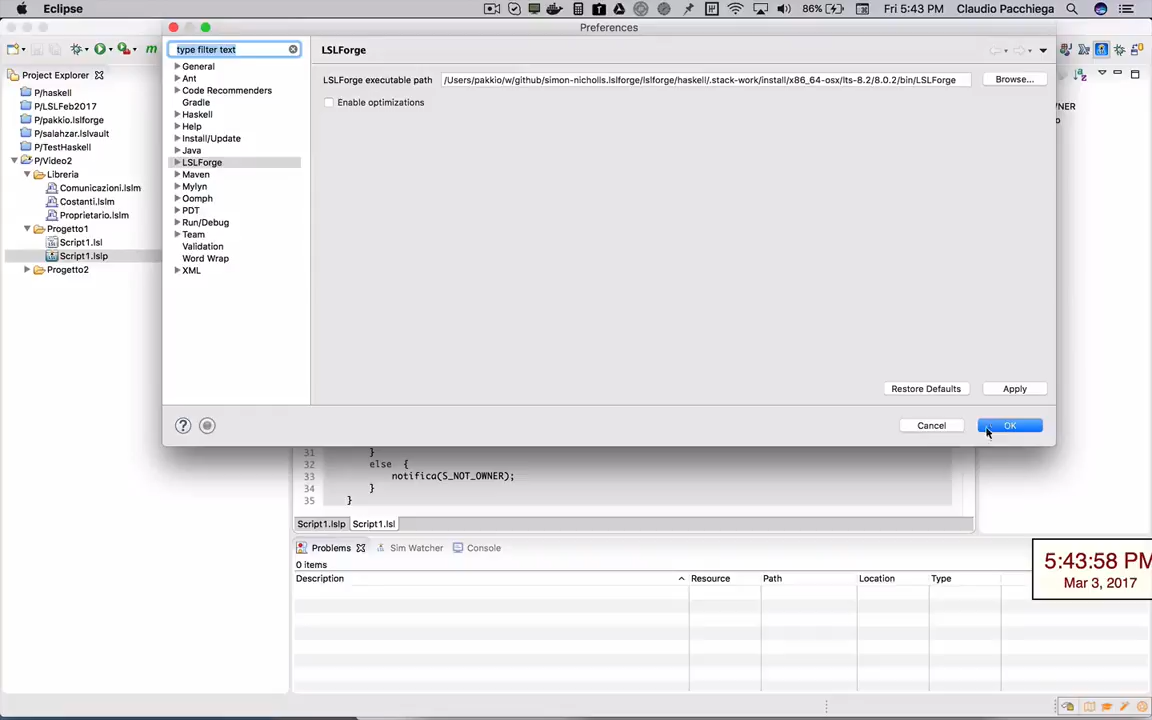 Eclipse
86%
Fri 5:43 PM
Claudio Pacchiega
Preferences
type filter text
LSLForge
General
Ant
Code Recommenders
Gradle
Haskell
Help
Install/Update
Java
LSLForge
Maven
Mylyn
Oomph
PDT
Run/Debug
Team
Validation
Word Wrap
XML
LSLForge executable path
/Users/pakkio/w/github/simon-nicholls.lslforge/lslforge/haskell/.stack-work/install/x86_64-osx/lts-8.2/8.0.2/bin/LSLForge
Browse...
Enable optimizations
Restore Defaults
Apply
Cancel
OK
Project Explorer
P/haskell
P/LSLFeb2017
P/pakkio.lslforge
P/salahzar.lslvault
P/TestHaskell
P/Video2
Libreria
Comunicazioni.lslm
Costanti.lslm
Proprietario.lslm
Progetto1
Script1.lsl
Script1.lslp
Progetto2
31 }
32 else {
33 notifica(S_NOT_OWNER);
34 }
35 }
Script1.lslp
Script1.lsl
Problems
Sim Watcher
Console
0 items
Description
Resource
Path
Location
Type
5:43:58 PM
Mar 3, 2017